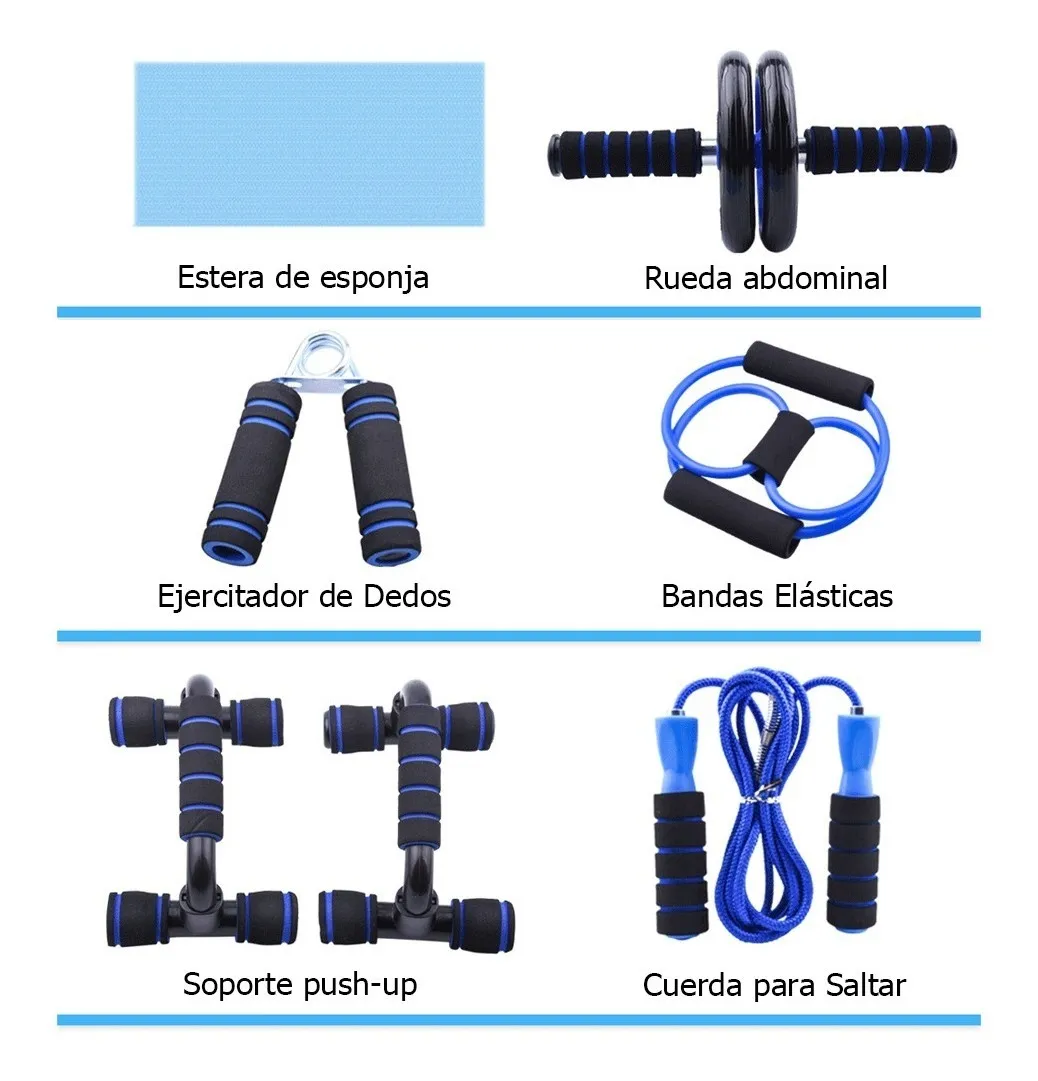 Estera de esponja
Rueda abdominal
Ejercitador de Dedos
Bandas Elásticas
Soporte push-up
Cuerda para Saltar